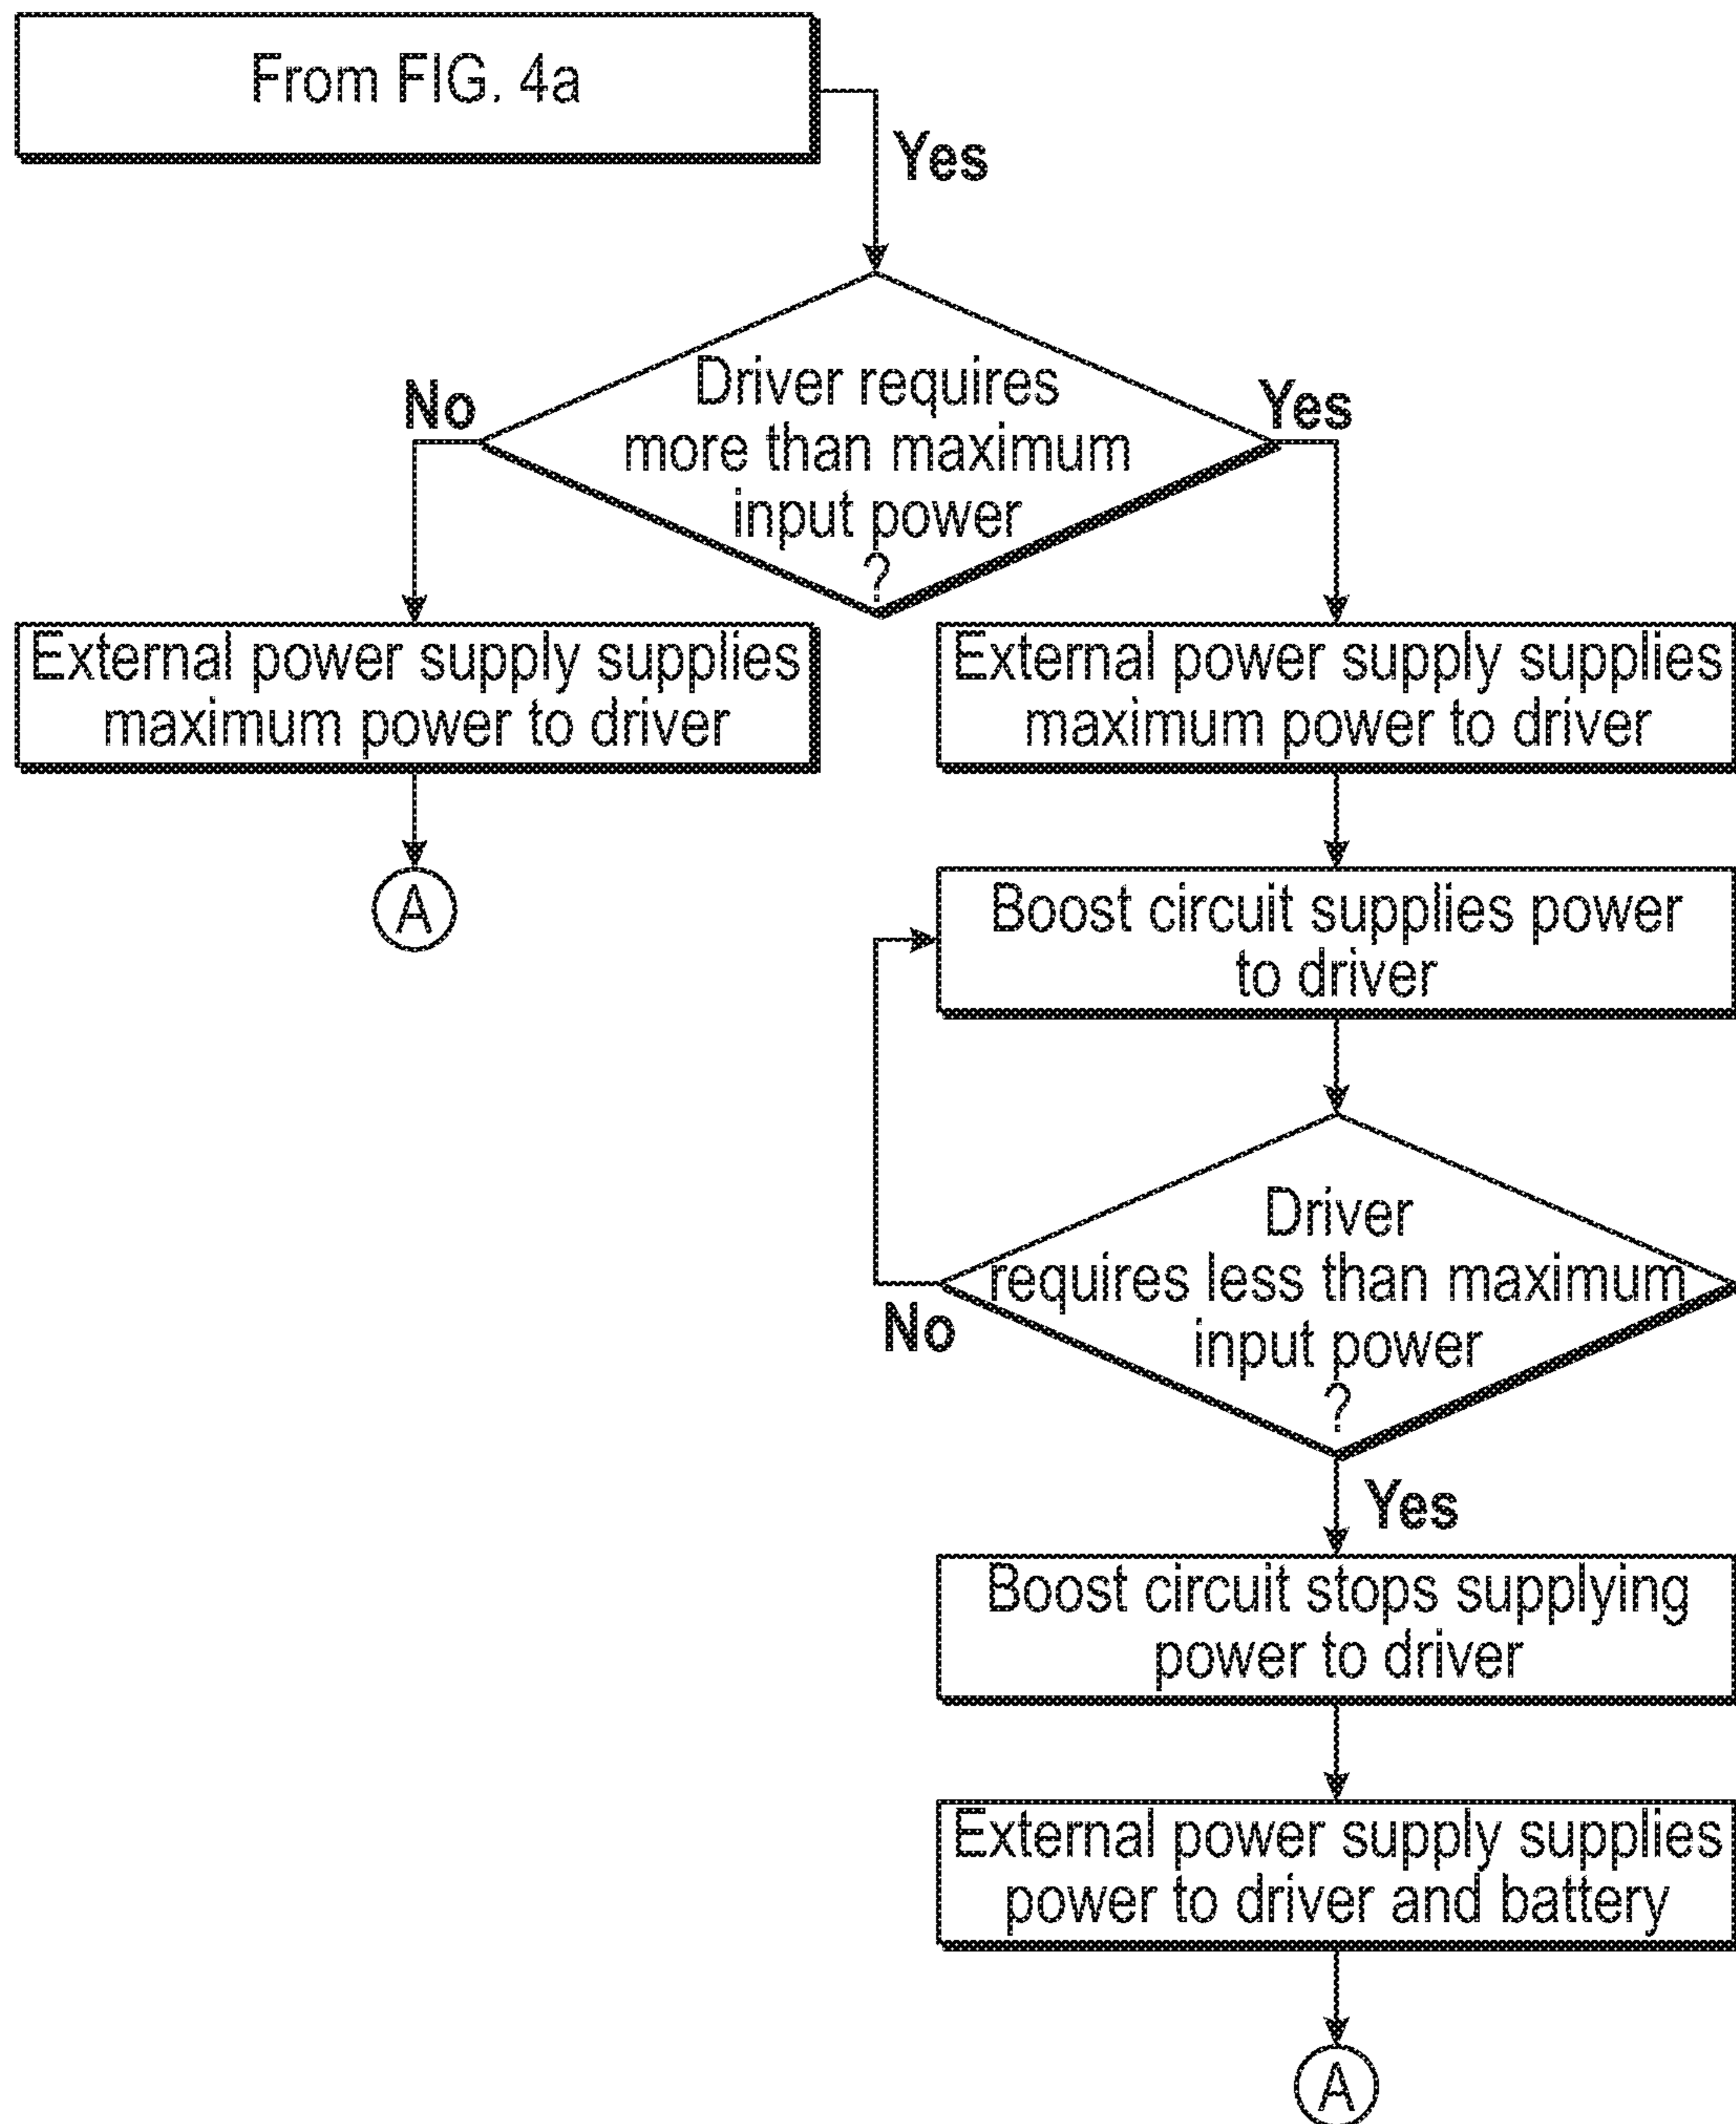 From FIG. 4a
Yes
Driver requires
more than maximum
input power
?
No
Yes
External power supply supplies
maximum power to driver
A
External power supply supplies
maximum power to driver
Boost circuit supplies power
to driver
Driver
requires less than maximum
input power
?
No
Yes
Boost circuit stops supplying
power to driver
External power supply supplies
power to driver and battery
A